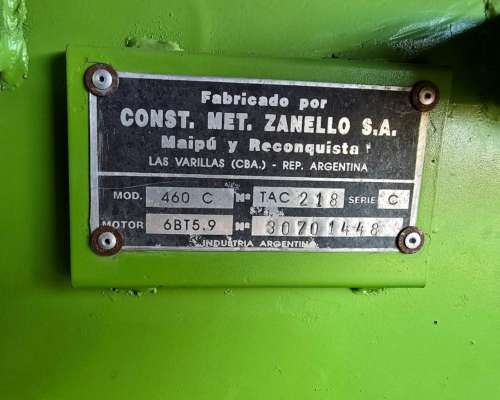 Fabricado por
CONST. MET. ZANELLO S.A.
Maipú y Reconquista
LAS VARILLAS (CBA.) - REP. ARGENTINA
MOD. 460 C Nº TAC 218 SERIE C
MOTOR 6BT5.9 Nº 30701448
INDUSTRIA ARGENTINA